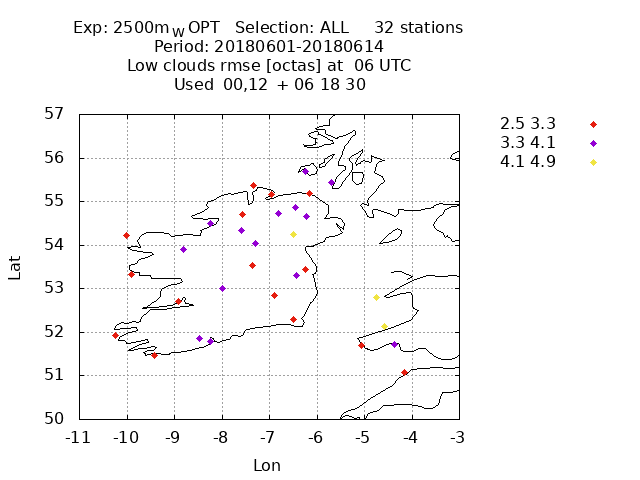 Exp: 2500m_W OPT   Selection: ALL     32 stations
Period: 20180601-20180614
Low clouds rmse [octas] at  06 UTC
Used  00,12  + 06 18 30
57
56
55
54
53
52
51
50
-11 -10 -9 -8 -7 -6 -5 -4 -3
Lat
Lon
2.5 3.3
3.3 4.1
4.1 4.9